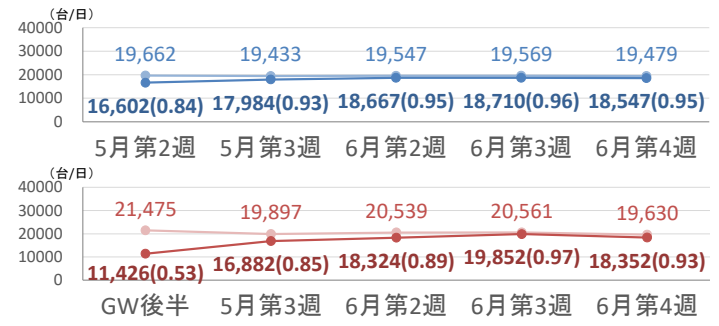 （台/日）
40000
30000
20000
10000
0
19,662 19,433 19,547 19,569 19,479
16,602(0.84) 17,984(0.93) 18,667(0.95) 18,710(0.96) 18,547(0.95)
5月第2週 5月第3週 6月第2週 6月第3週 6月第4週
（台/日）
40000
30000
20000
10000
0
21,475 19,897 20,539 20,561 19,630
11,426(0.53) 16,882(0.85) 18,324(0.89) 19,852(0.97) 18,352(0.93)
GW後半 5月第3週 6月第2週 6月第3週 6月第4週